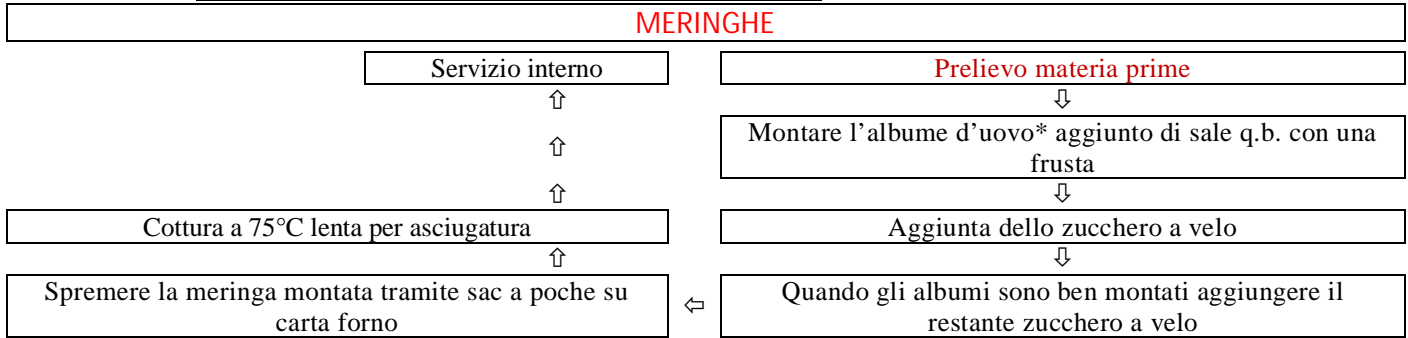 MERINGHE
Servizio interno
Prelievo materia prime
⇧
⇩
Montare l’albume d’uovo* aggiunto di sale q.b. con una
frusta
⇧
⇧
⇩
Cottura a 75°C lenta per asciugatura
Aggiunta dello zucchero a velo
⇧
⇩
Spremere la meringa montata tramite sac a poche su
carta forno
⇦
Quando gli albumi sono ben montati aggiungere il
restante zucchero a velo